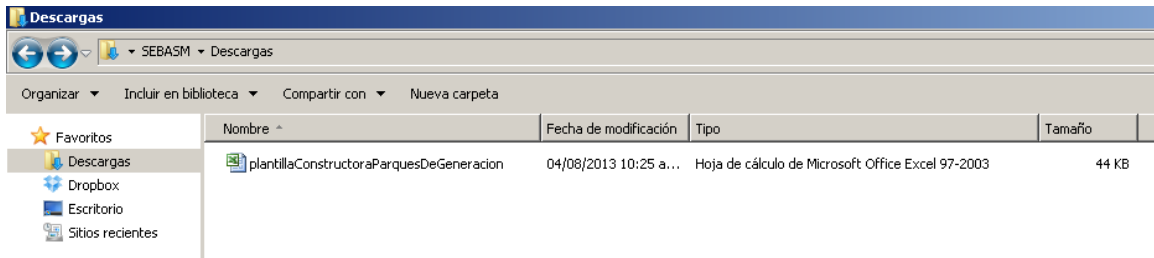 Descargas
SEBASM Descargas
Organizar Incluir en biblioteca Compartir con Nueva carpeta
Favoritos
Descargas
Dropbox
Escritorio
Sitios recientes
Nombre Fecha de modificación Tipo Tamaño
plantillaConstructoraParquesDeGeneracion 04/08/2013 10:25 a... Hoja de cálculo de Microsoft Office Excel 97-2003 44 KB